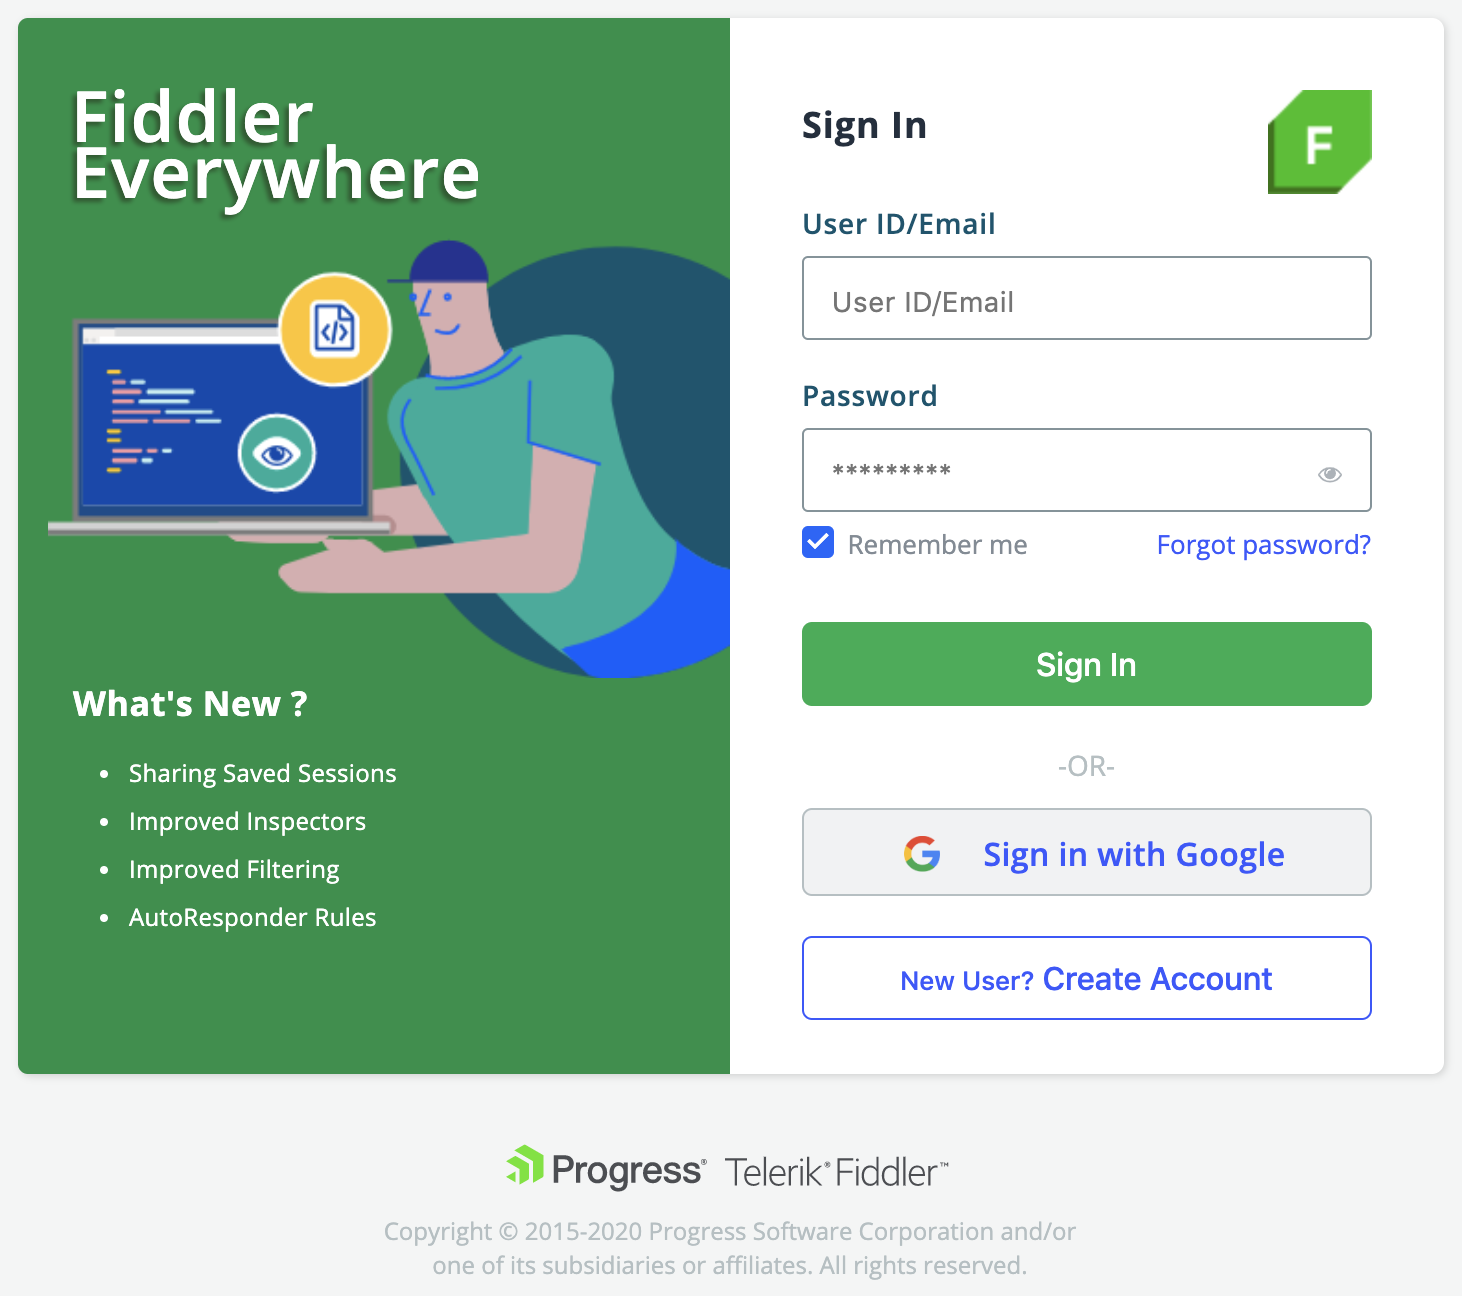 Fiddler
Everywhere
What's New ?
• Sharing Saved Sessions
• Improved Inspectors
• Improved Filtering
• AutoResponder Rules
Sign In
F
User ID/Email
User ID/Email
Password
*********
Remember me
Forgot password?
Sign In
-OR-
Sign in with Google
New User? Create Account
Progress® Telerik® Fiddler™
Copyright © 2015-2020 Progress Software Corporation and/or
one of its subsidiaries or affiliates. All rights reserved.